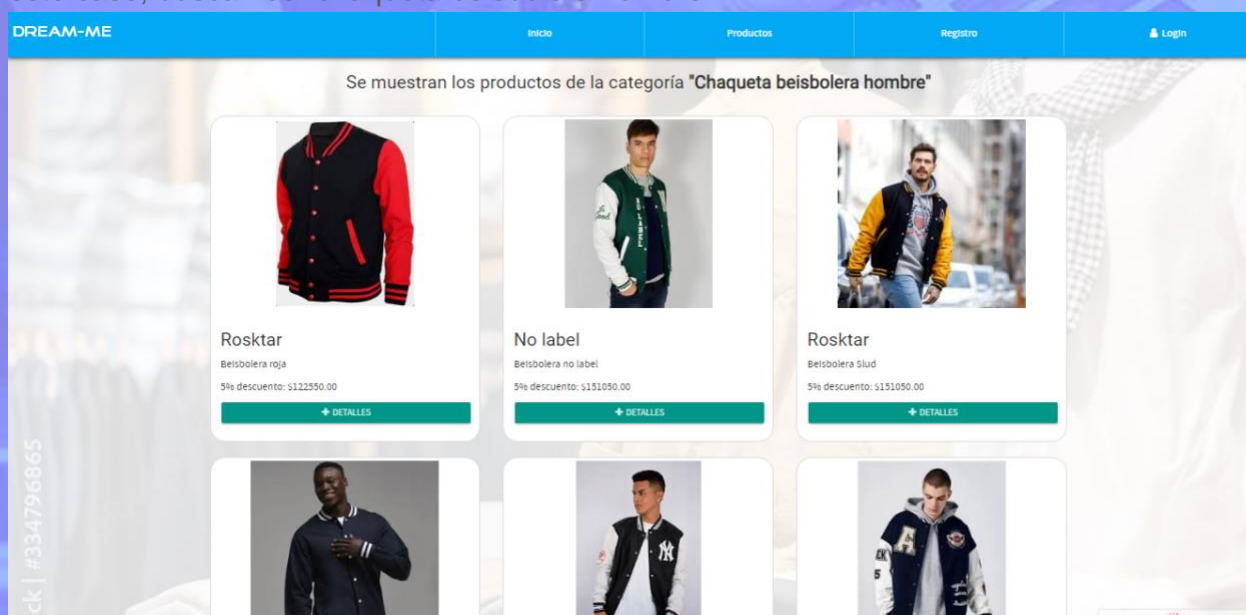 DREAM-ME
Inicio
Productos
Registro
Login
Se muestran los productos de la categoría "Chaqueta beisbolera hombre"
Rosktar
Beisbolera roja
5% descuento: $122550.00
+ DETALLES
No label
Beisbolera no label
5% descuento: $151050.00
+ DETALLES
Rosktar
Beisbolera Slud
5% descuento: $151050.00
+ DETALLES
ck | #334796865